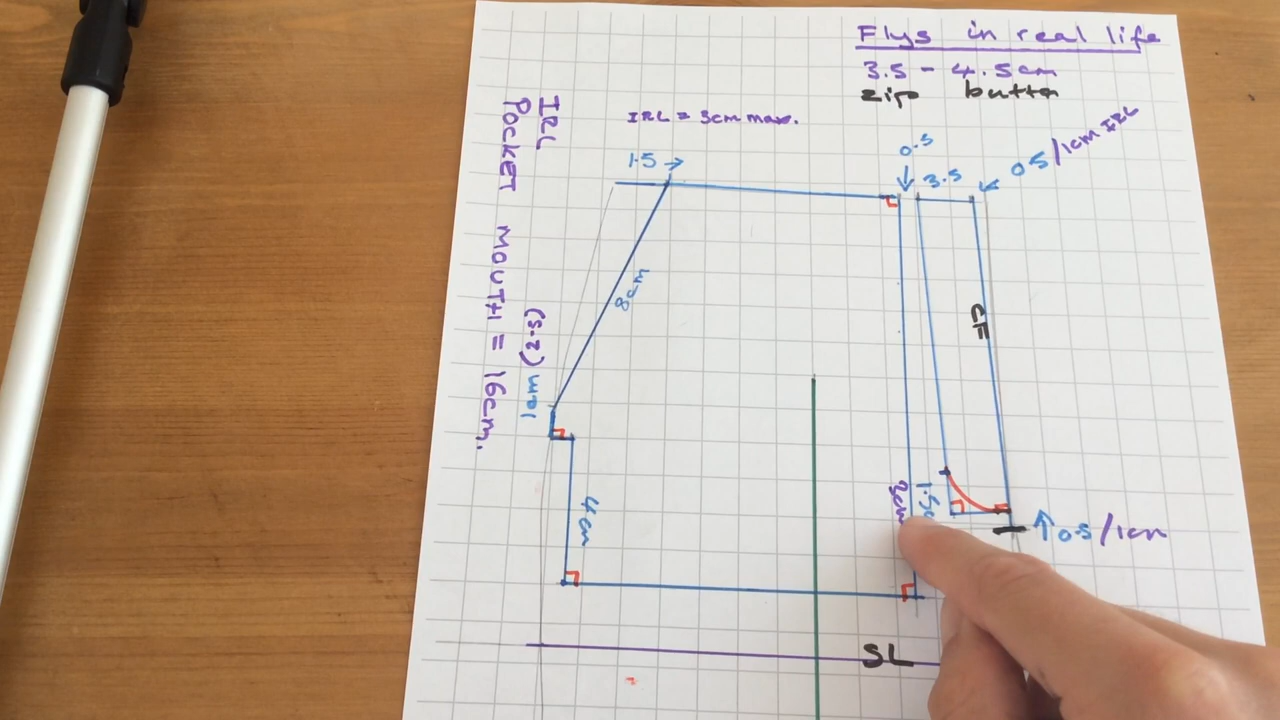 Flys in real life
3.5 - 4.5cm
zip button
IRL = 3cm max.
0.5
1.5 →
3.5
0.5/1cm IRL
IRL
POCKET MOUTH = 16cm.
8cm
CF
1cm (2.5)
4cm
3cm
1.5c
↑0.5/1cm
SL